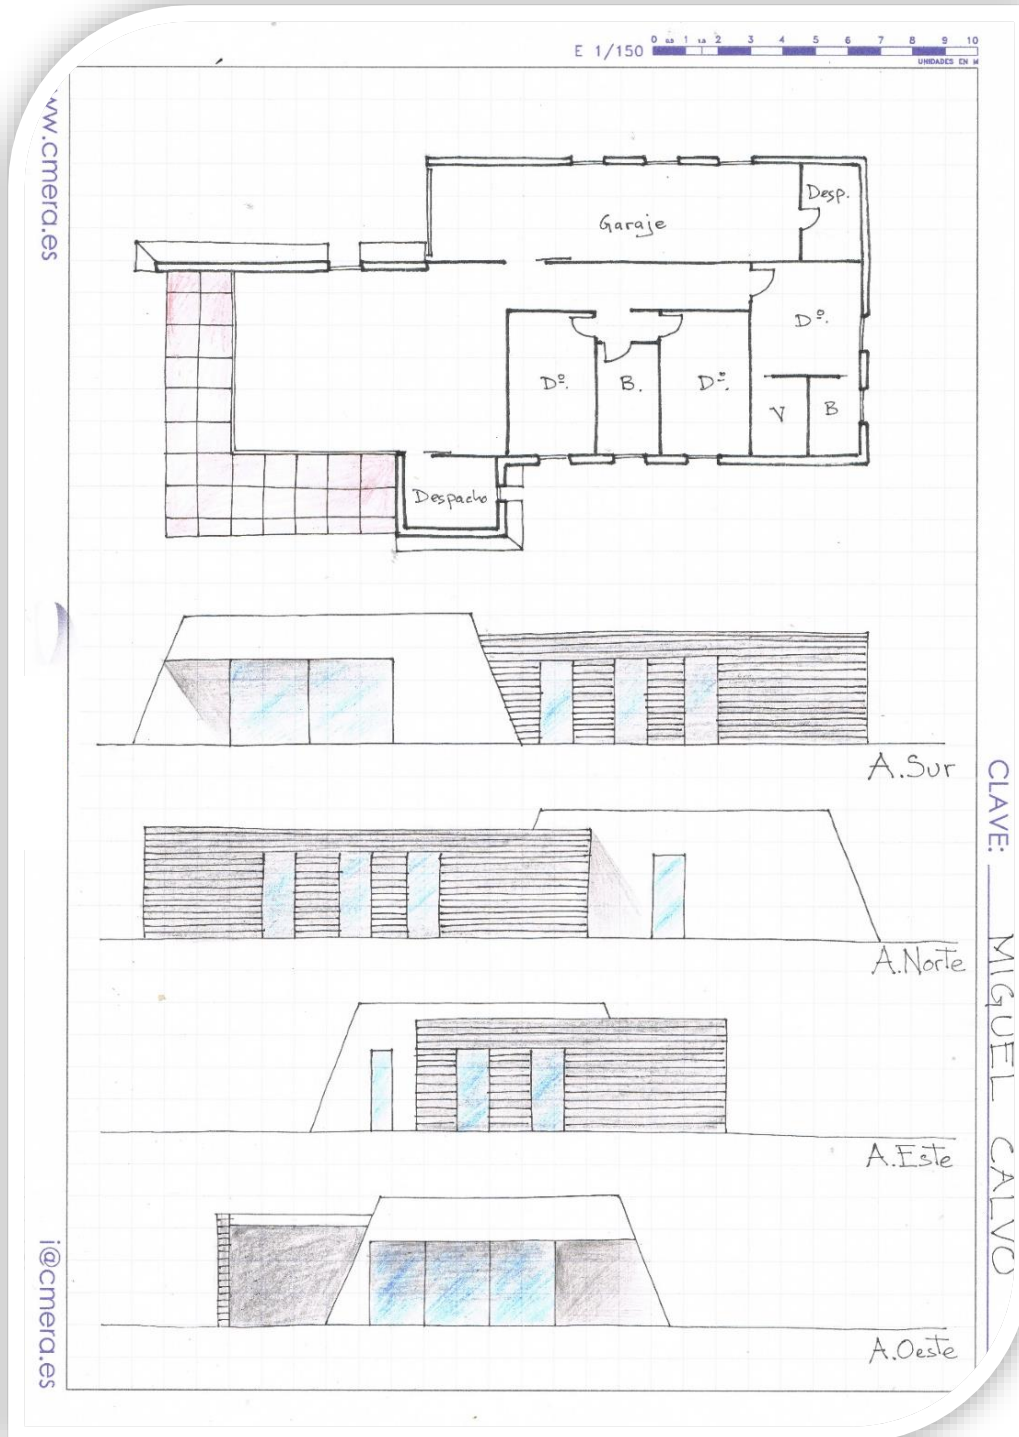 E 1/150
0 0.5 1 1.5 2 3 4 5 6 7 8 9 10
UNIDADES EN M
w.cmera.es
Desp.
Garaje
Dº.
Dº.
B.
Dº.
V
B
Despacho
A.Sur
A.Norte
A.Este
A.Oeste
CLAVE: MIGUEL CALVO
i@cmera.es